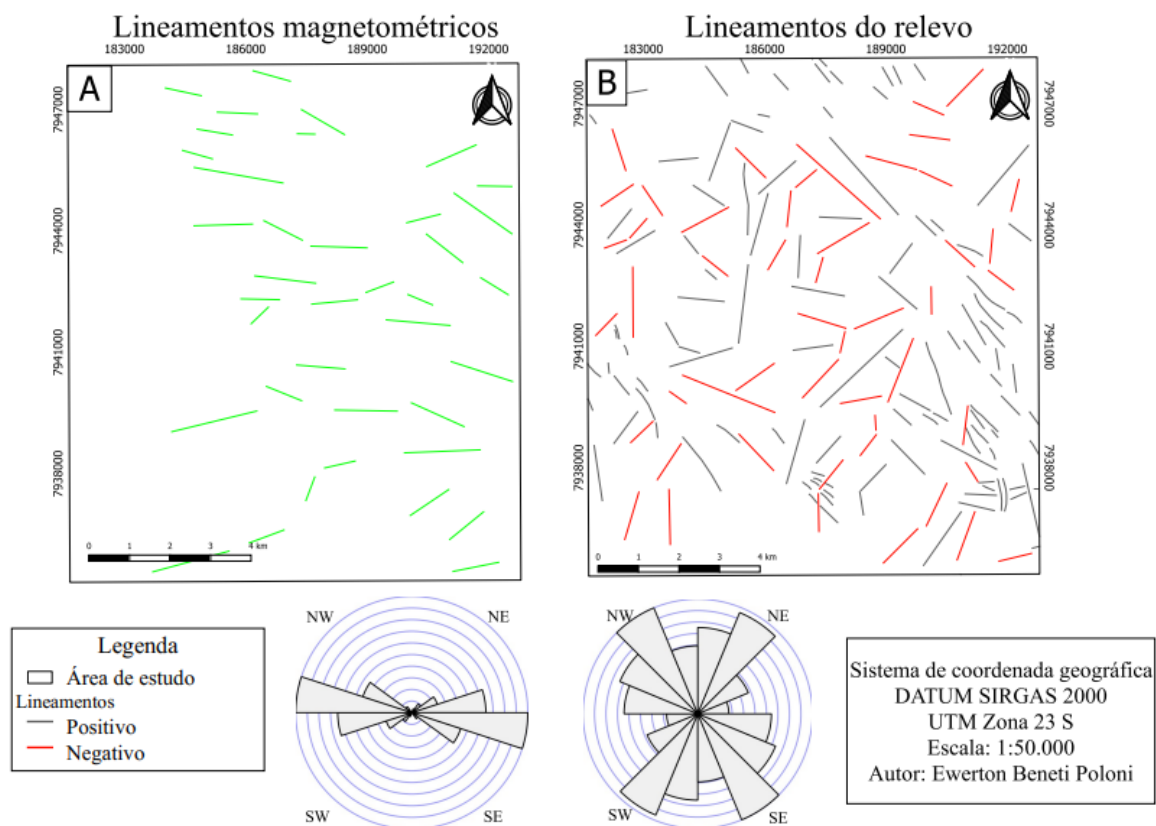 Lineamentos magnetométricos
183000 186000 189000 192000
A
7947000
7944000
7941000
7938000
0 1 2 3 4 km
Lineamentos do relevo
183000 186000 189000 192000
B
7947000 7947000
7944000 7944000
7941000 7941000
7938000 7938000
0 1 2 3 4 km
Legenda
Área de estudo
Lineamentos
Positivo
Negativo
NW NE
SW SE
NW NE
SW SE
Sistema de coordenada geográfica
DATUM SIRGAS 2000
UTM Zona 23 S
Escala: 1:50.000
Autor: Ewerton Beneti Poloni